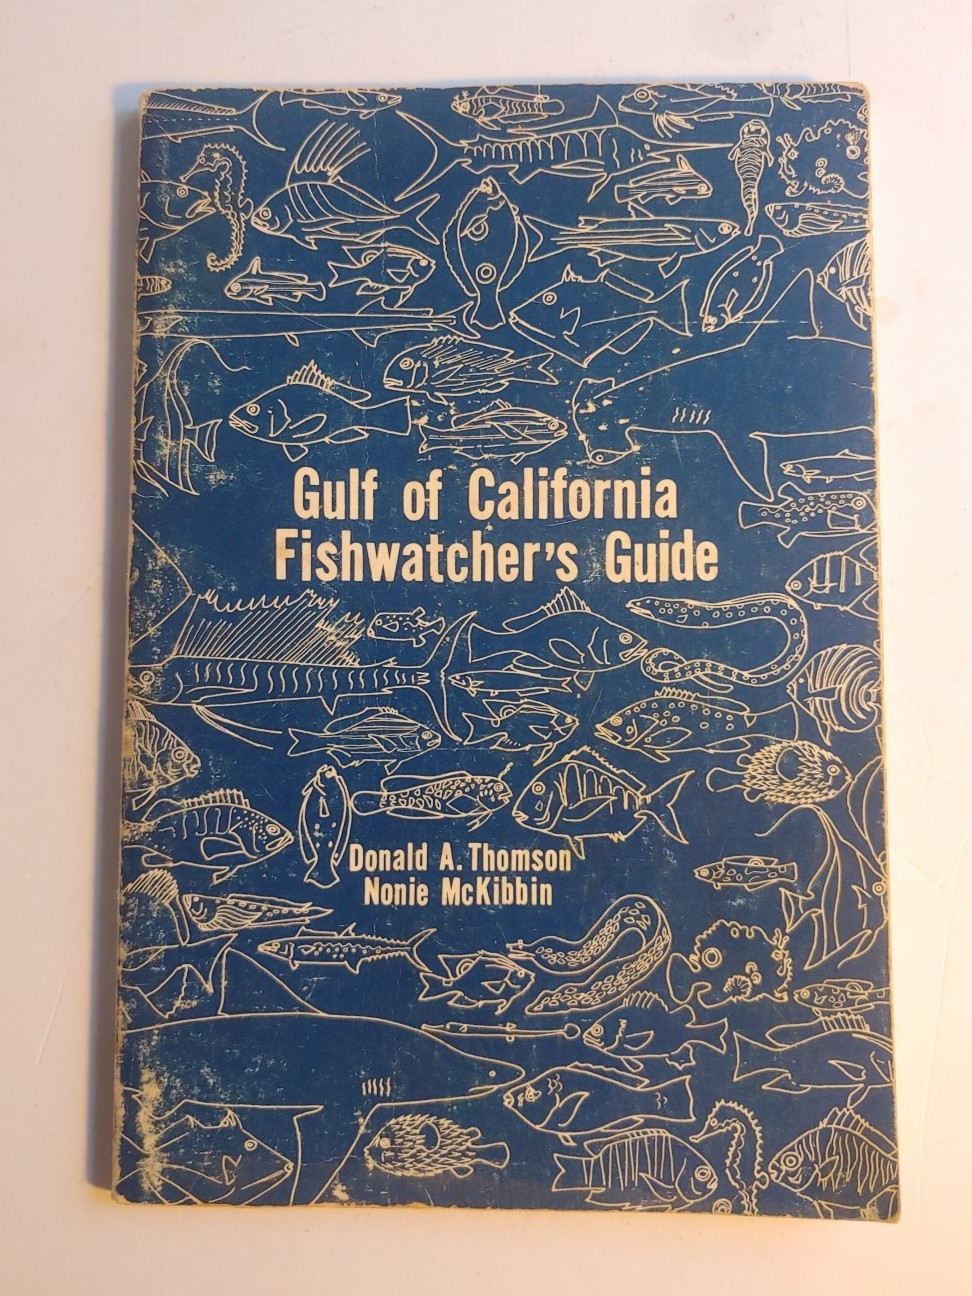 Gulf of California
Fishwatcher's Guide
Donald A. Thomson
Nonie McKibbin